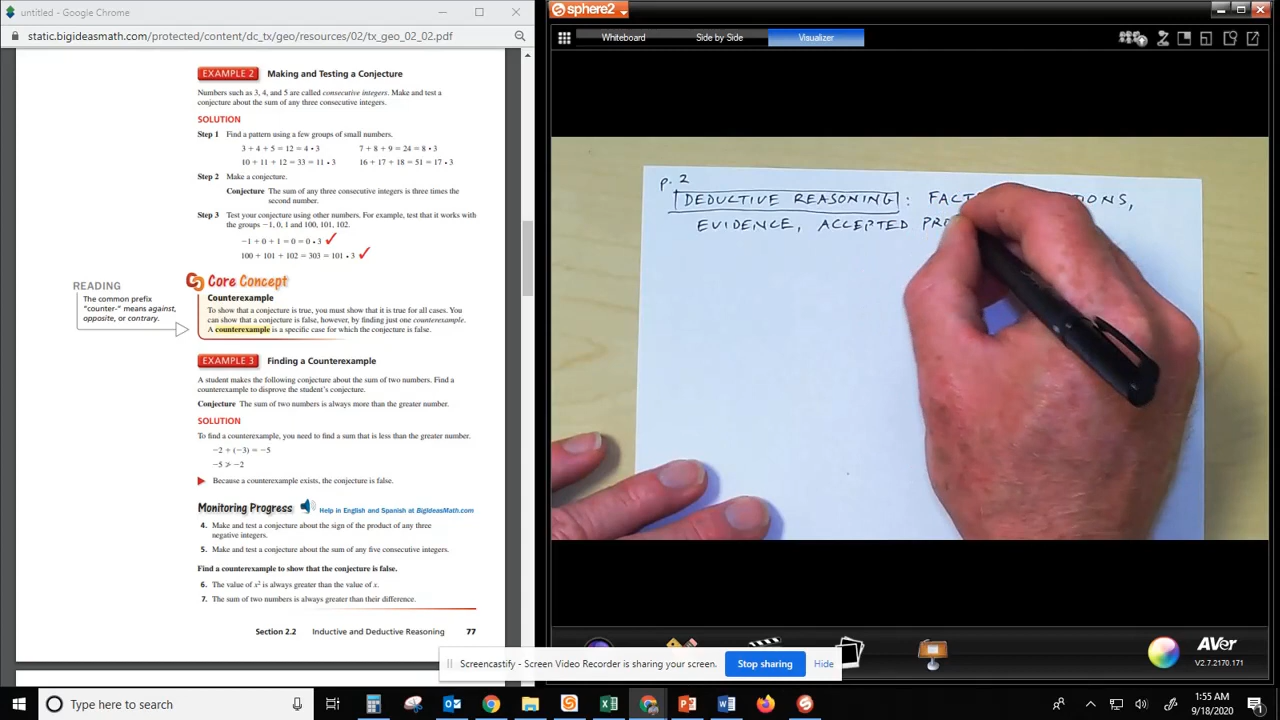 untitled - Google Chrome
static.bigideasmath.com/protected/content/dc_tx/geo/resources/02/tx_geo_02_02.pdf
EXAMPLE 2 Making and Testing a Conjecture
Numbers such as 3, 4, and 5 are called consecutive integers. Make and test a
conjecture about the sum of any three consecutive integers.
SOLUTION
Step 1 Find a pattern using a few groups of small numbers.
3 + 4 + 5 = 12 = 4 • 3 7 + 8 + 9 = 24 = 8 • 3
10 + 11 + 12 = 33 = 11 • 3 16 + 17 + 18 = 51 = 17 • 3
Step 2 Make a conjecture.
Conjecture The sum of any three consecutive integers is three times the
second number.
Step 3 Test your conjecture using other numbers. For example, test that it works with
the groups −1, 0, 1 and 100, 101, 102.
−1 + 0 + 1 = 0 = 0 • 3 ✓
100 + 101 + 102 = 303 = 101 • 3 ✓
READING
The common prefix
"counter-" means against,
opposite, or contrary.
Core Concept
Counterexample
To show that a conjecture is true, you must show that it is true for all cases. You
can show that a conjecture is false, however, by finding just one counterexample.
A counterexample is a specific case for which the conjecture is false.
EXAMPLE 3 Finding a Counterexample
A student makes the following conjecture about the sum of two numbers. Find a
counterexample to disprove the student's conjecture.
Conjecture The sum of two numbers is always more than the greater number.
SOLUTION
To find a counterexample, you need to find a sum that is less than the greater number.
−2 + (−3) = −5
−5 ≯ −2
Because a counterexample exists, the conjecture is false.
Monitoring Progress Help in English and Spanish at BigIdeasMath.com
4. Make and test a conjecture about the sign of the product of any three
negative integers.
5. Make and test a conjecture about the sum of any five consecutive integers.
Find a counterexample to show that the conjecture is false.
6. The value of x² is always greater than the value of x.
7. The sum of two numbers is always greater than their difference.
Section 2.2 Inductive and Deductive Reasoning 77
sphere2
Whiteboard Side by Side Visualizer
p. 2
DEDUCTIVE REASONING :
EVIDENCE, ACCEPTED
AVer
V2.7.2170.171
Screencastify - Screen Video Recorder is sharing your screen. Stop sharing Hide
Type here to search
1:55 AM
9/18/2020